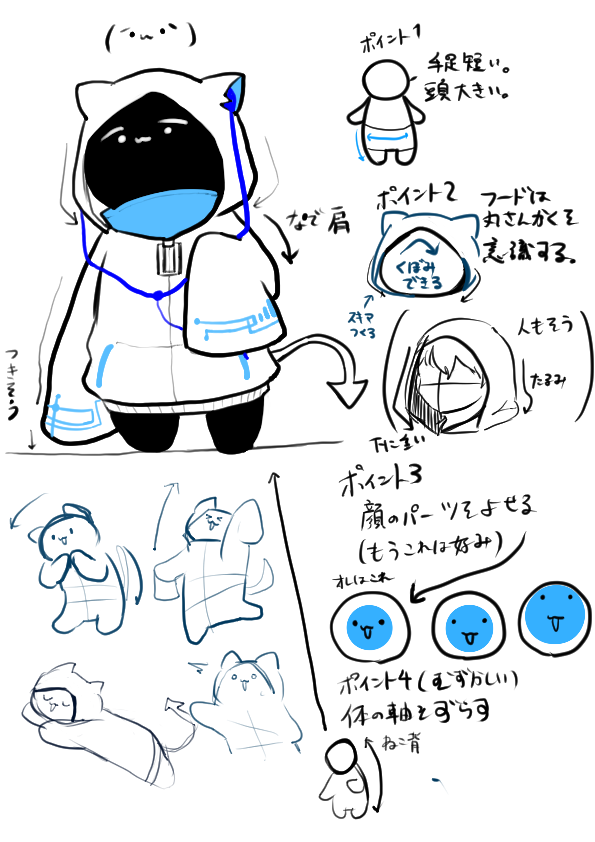 ポイント1
手足短い。
頭大きい。
なで肩
ポイント2
フードは
丸さんかくを
意識する。
くぼみ
できる
スキマ
つくる
人もそう
たるみ
下に重い
ポイント3
顔のパーツをよせる
(もうこれは好み)
オレはこれ
ポイント4(むずかしい)
体の軸をずらす
ねこ背